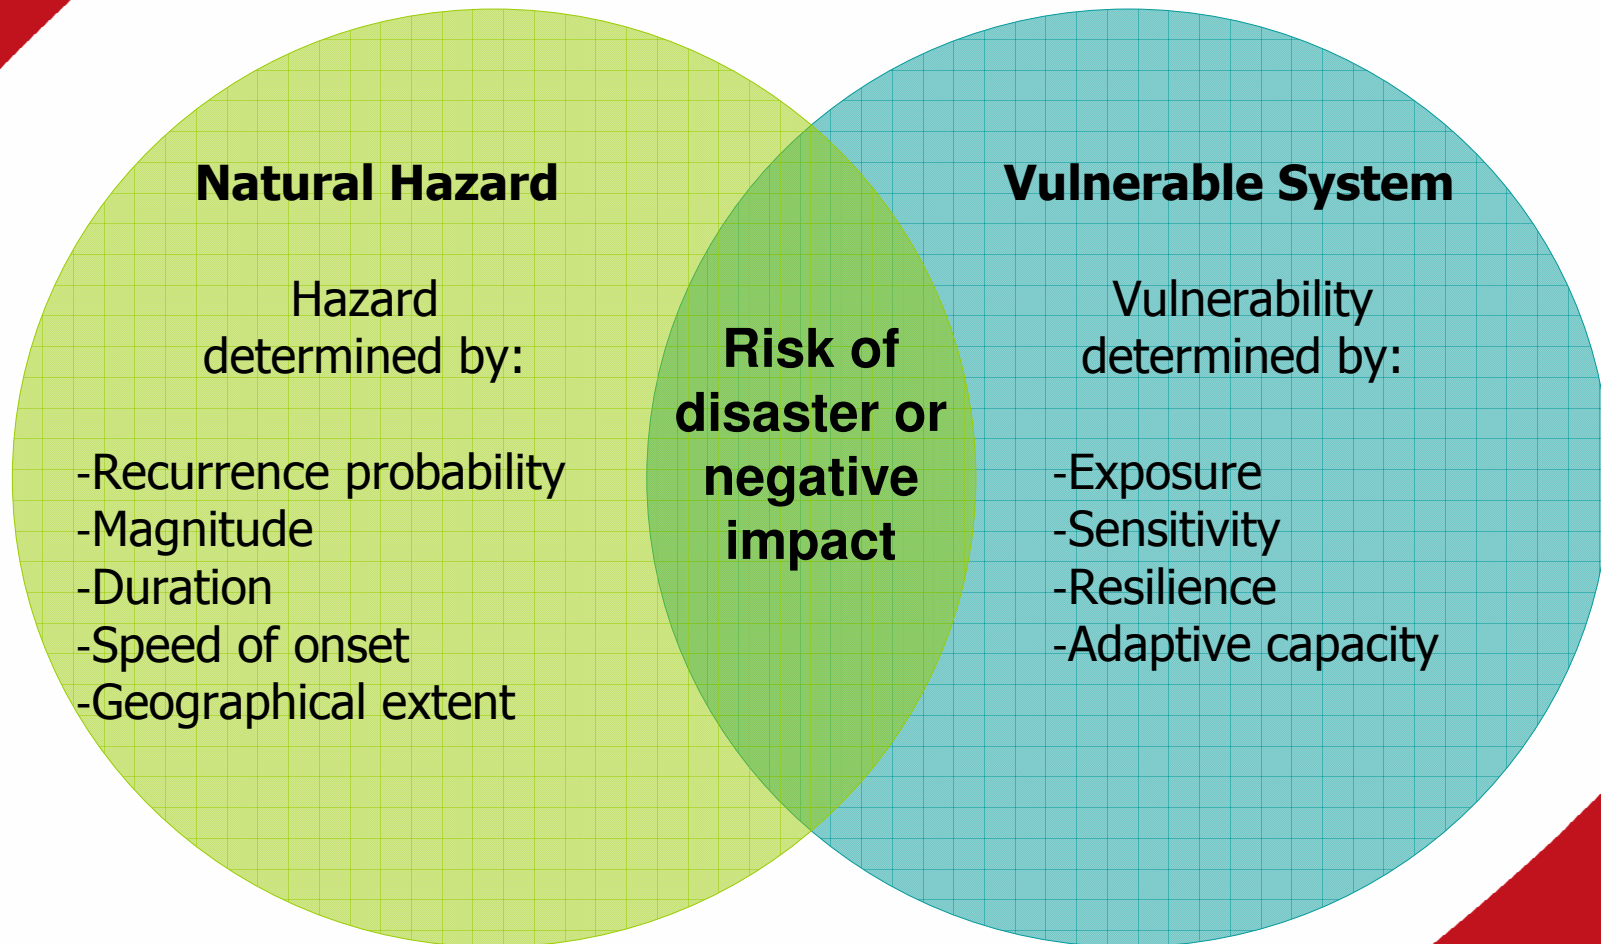 Natural Hazard
Hazard
determined by:
-Recurrence probability
-Magnitude
-Duration
-Speed of onset
-Geographical extent
Risk of
disaster or
negative
impact
Vulnerable System
Vulnerability
determined by:
-Exposure
-Sensitivity
-Resilience
-Adaptive capacity